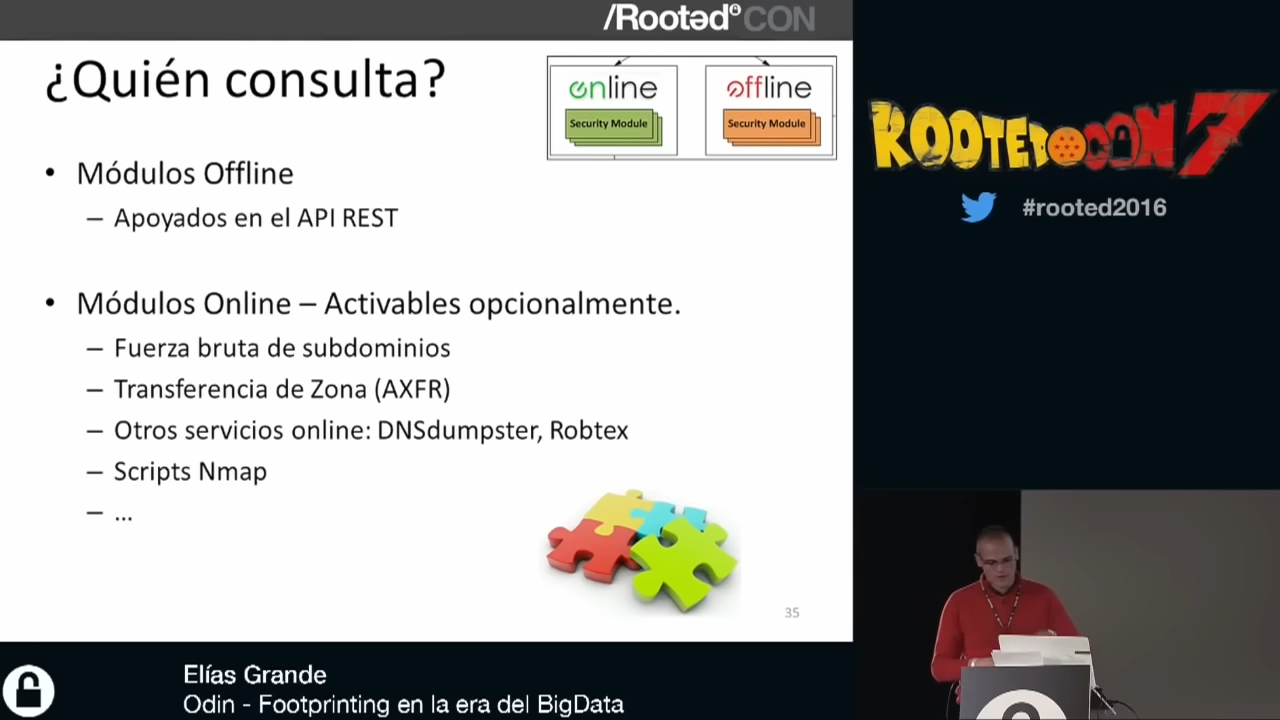 /Rooted CON
¿Quién consulta?
online
Security Module
offline
Security Module
• Módulos Offline
– Apoyados en el API REST
• Módulos Online – Activables opcionalmente.
– Fuerza bruta de subdominios
– Transferencia de Zona (AXFR)
– Otros servicios online: DNSdumpster, Robtex
– Scripts Nmap
– ...
35
ROOTEDCON 7
#rooted2016
Elías Grande
Odin - Footprinting en la era del BigData